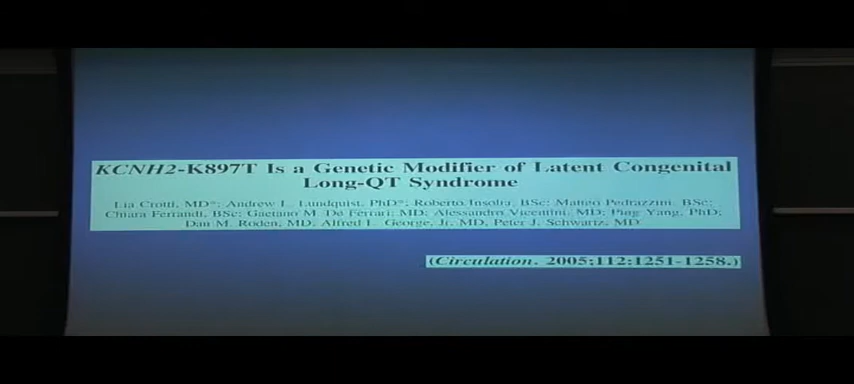 KCNH2-K897T Is a Genetic Modifier of Latent Congenital
Long-QT Syndrome
Lia Crotti, MD*; Andrew L. Lundquist, PhD*; Roberto Insolia, BSc; Matteo Pedrazzini, BSc;
Chiara Ferrandi, BSc; Gaetano M. De Ferrari, MD; Alessandro Vicentini, MD; Ping Yang, PhD;
Dan M. Roden, MD, Alfred L. George, Jr, MD, Peter J. Schwartz, MD
(Circulation. 2005;112:1251-1258.)